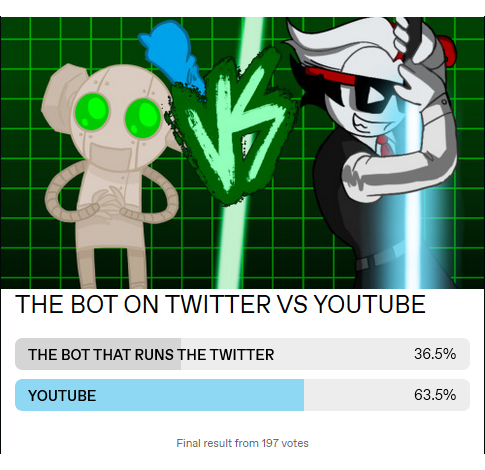 VS
THE BOT ON TWITTER VS YOUTUBE
THE BOT THAT RUNS THE TWITTER 36.5%
YOUTUBE 63.5%
Final result from 197 votes